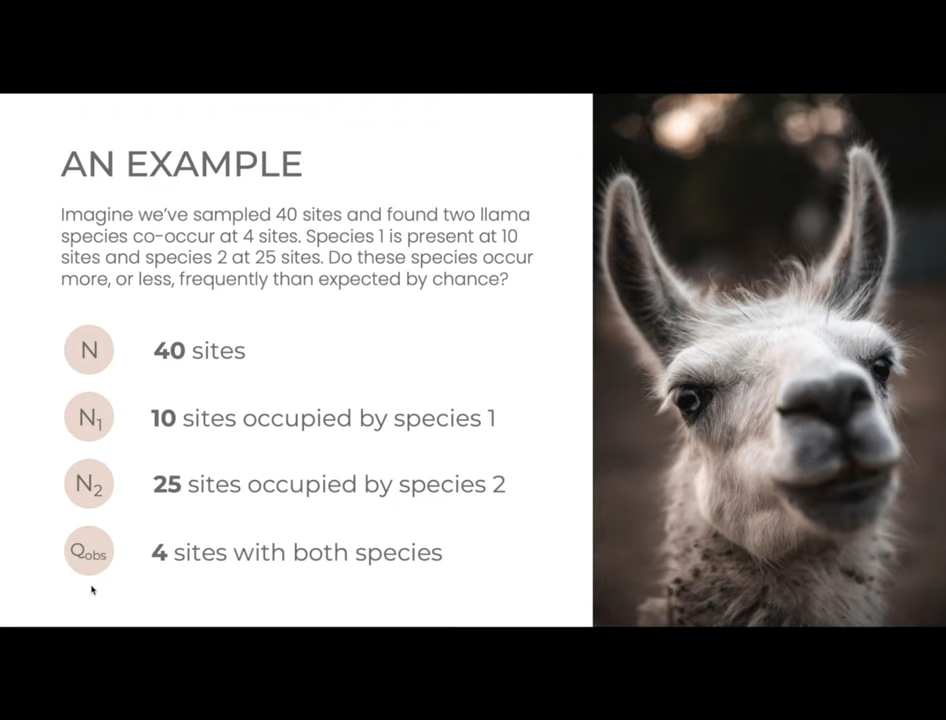 AN EXAMPLE
Imagine we've sampled 40 sites and found two llama
species co-occur at 4 sites. Species 1 is present at 10
sites and species 2 at 25 sites. Do these species occur
more, or less, frequently than expected by chance?
N 40 sites
N₁ 10 sites occupied by species 1
N₂ 25 sites occupied by species 2
Qobs 4 sites with both species